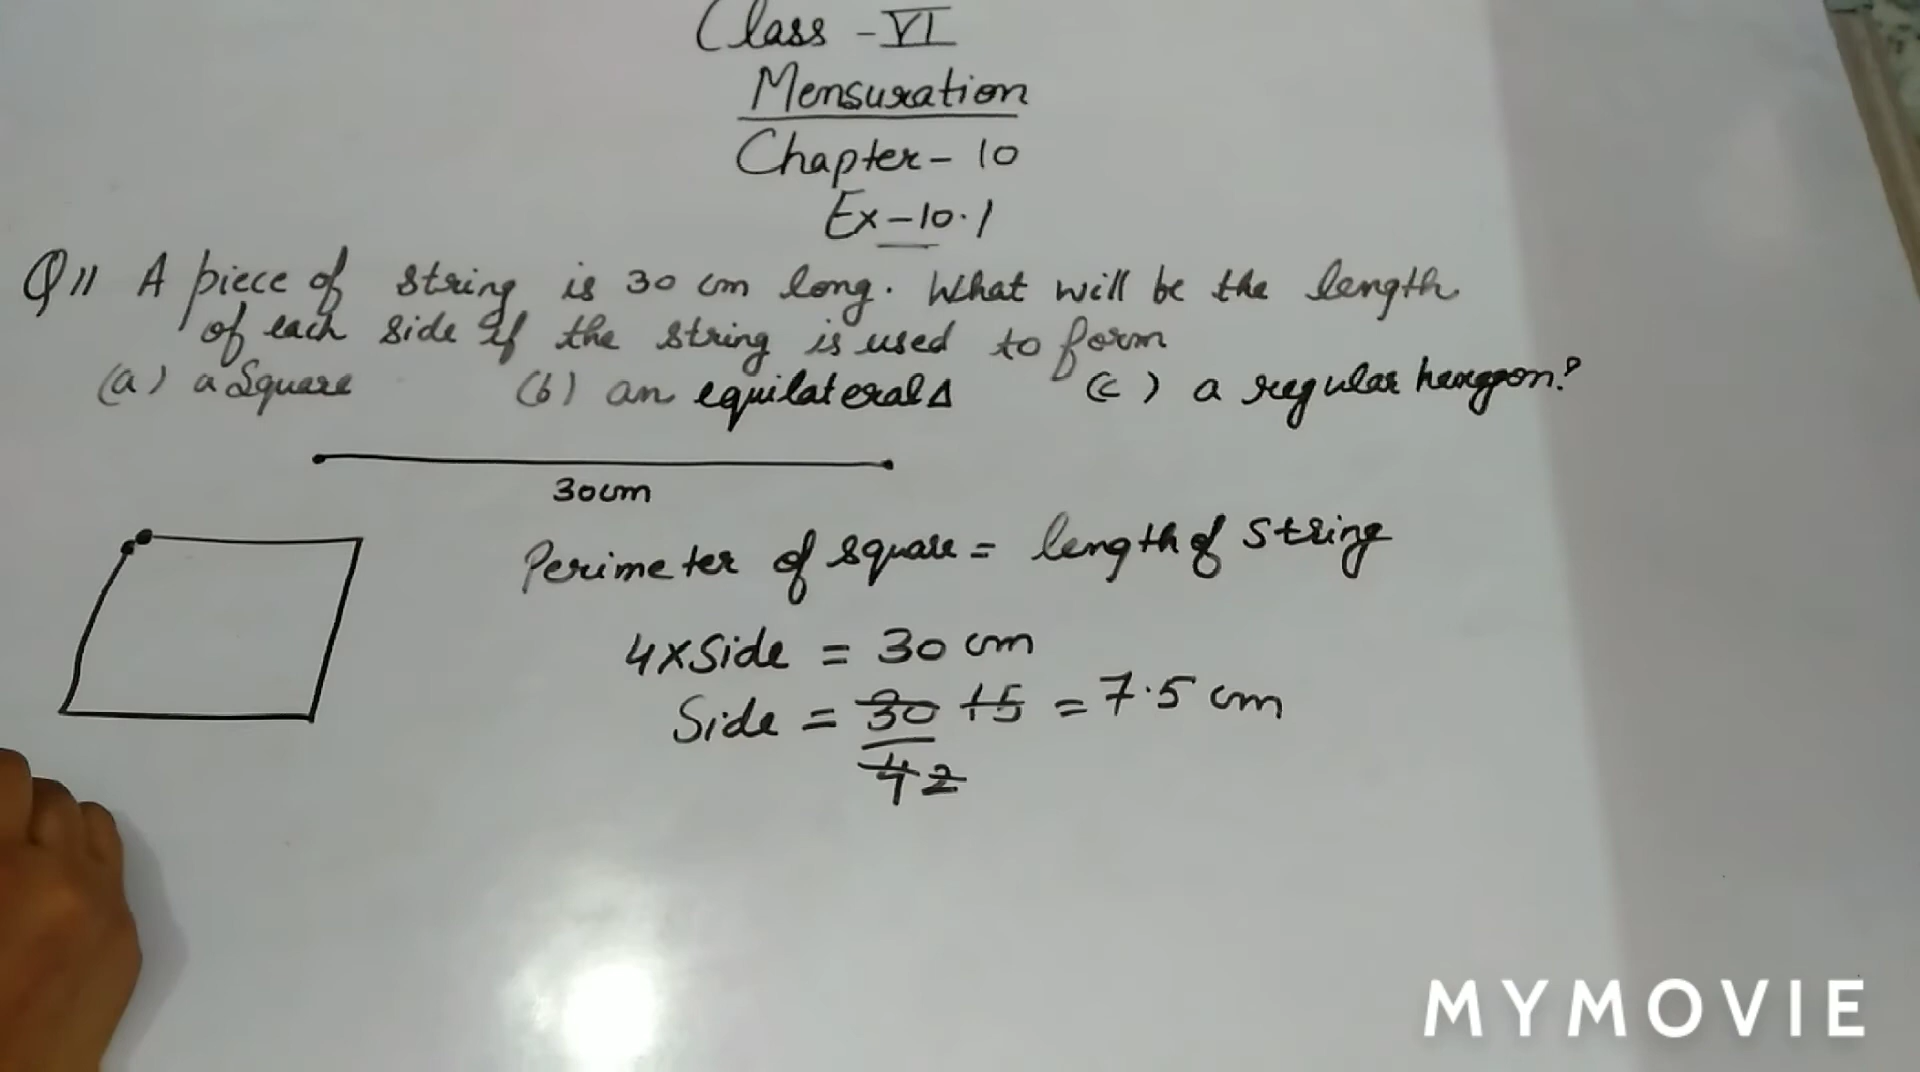 Class - VI
Mensuration
Chapter - 10
Ex - 10.1
Q11 A piece of string is 30 cm long. What will be the length
of each side if the string is used to form
(a) a Square (b) an equilateral Δ (c) a regular hexagon?
30cm
Perimeter of square = length of string
4 x Side = 30 cm
Side = 30 15 = 7.5 cm
4 2
MYMOVIE